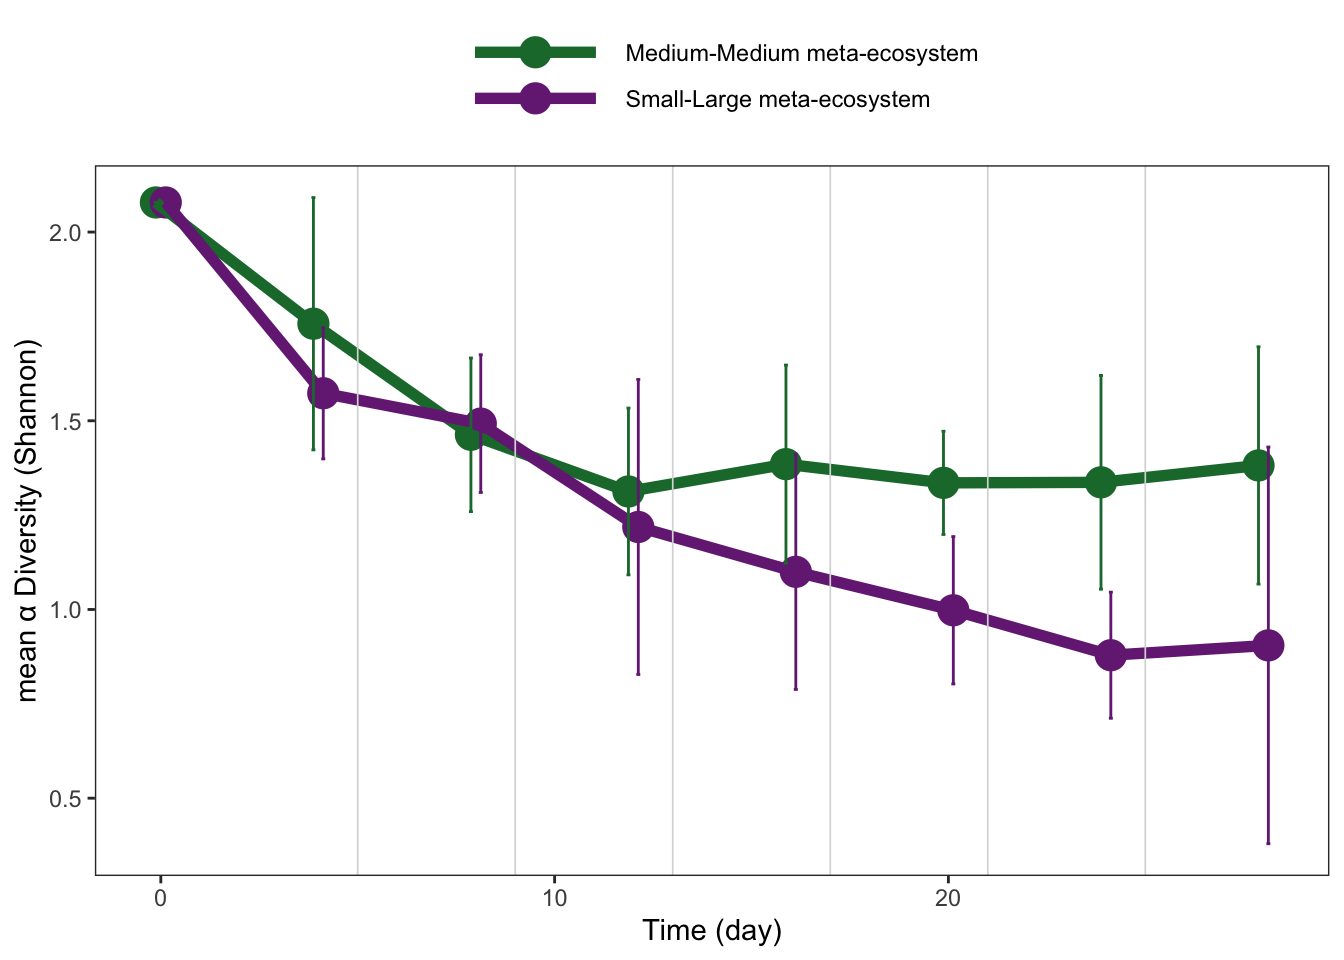 Medium-Medium meta-ecosystem
Small-Large meta-ecosystem
mean α Diversity (Shannon)
2.0
1.5
1.0
0.5
0 10 20
Time (day)